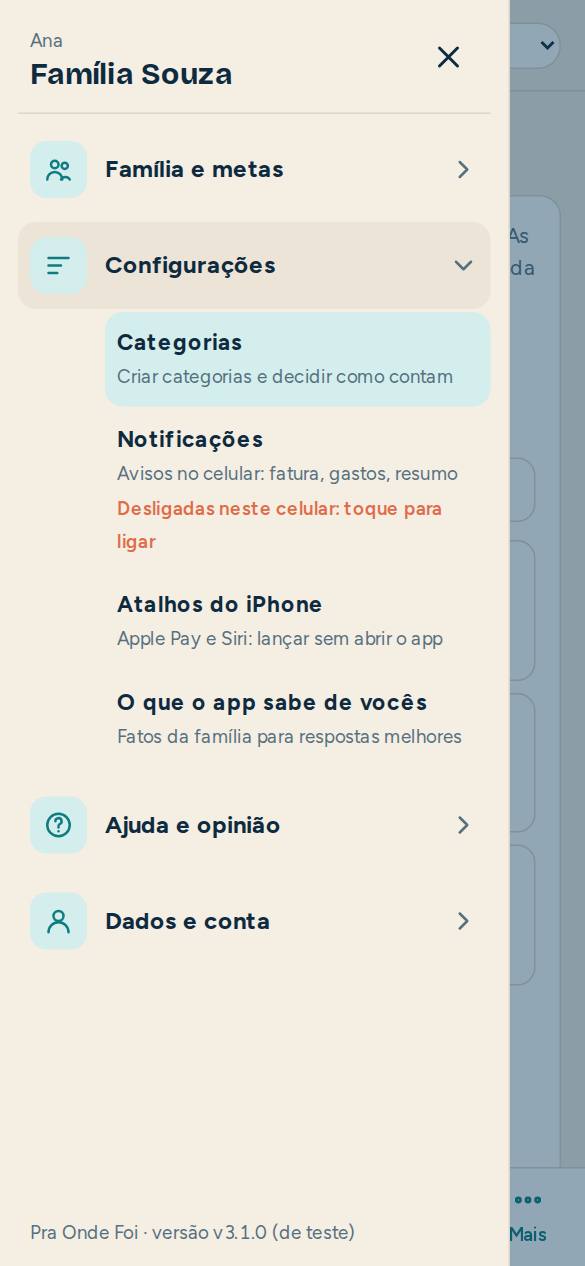 Ana
Família Souza
Família e metas
Configurações
Categorias
Criar categorias e decidir como contam
Notificações
Avisos no celular: fatura, gastos, resumo
Desligadas neste celular: toque para
ligar
Atalhos do iPhone
Apple Pay e Siri: lançar sem abrir o app
O que o app sabe de vocês
Fatos da família para respostas melhores
Ajuda e opinião
Dados e conta
Pra Onde Foi · versão v3.1.0 (de teste)
As
da
Mais